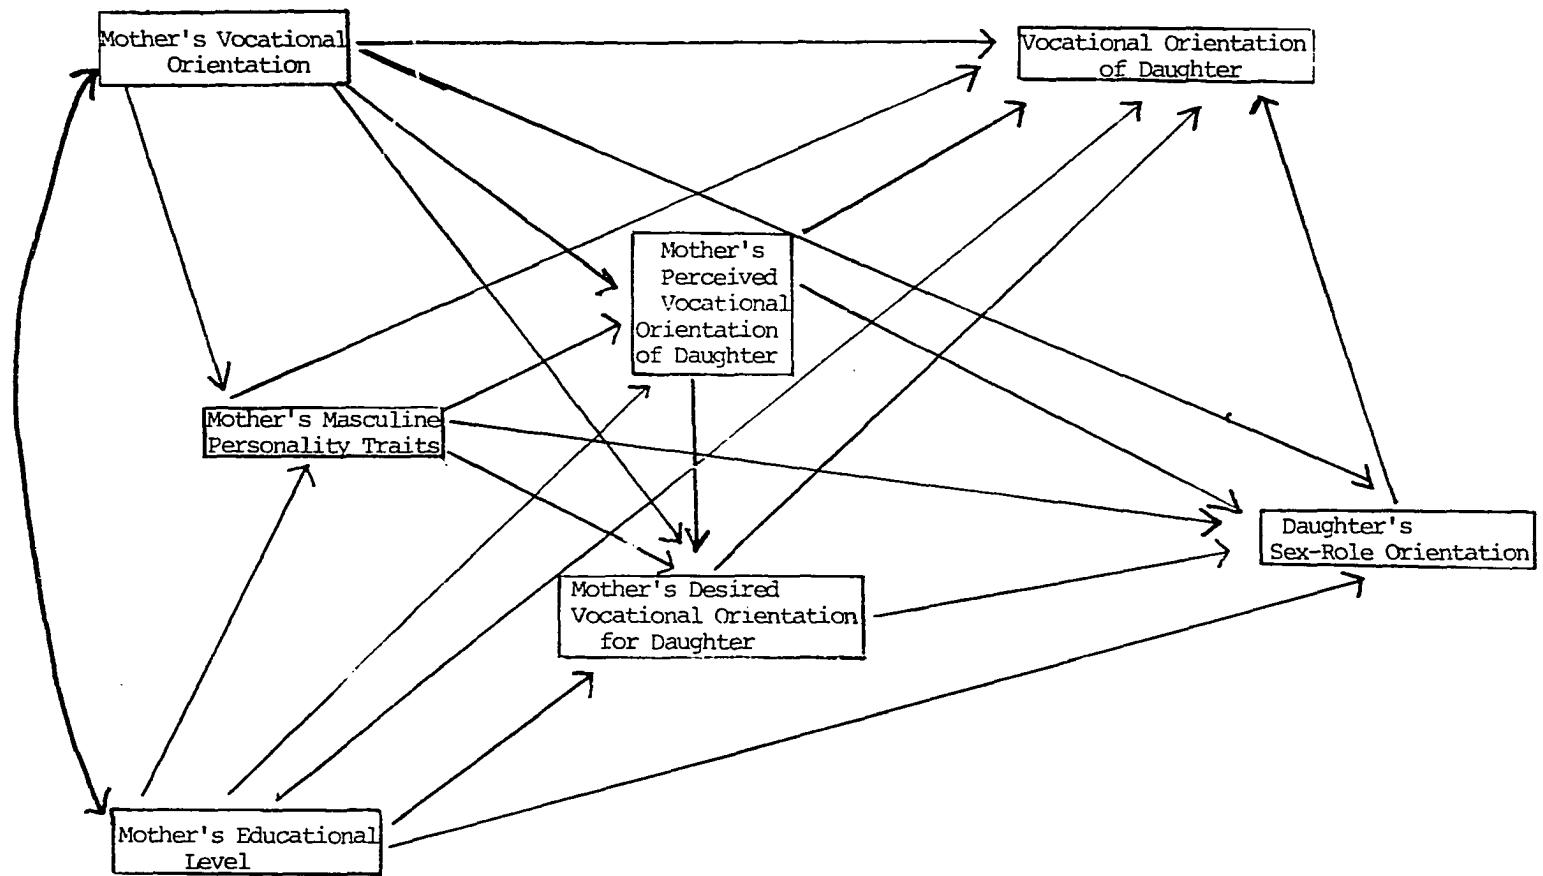 Mother's Vocational
Orientation
Vocational Orientation
of Daughter
Mother's
Perceived
Vocational
Orientation
of Daughter
Mother's Masculine
Personality Traits
Daughter's
Sex-Role Orientation
Mother's Desired
Vocational Orientation
for Daughter
Mother's Educational
Level